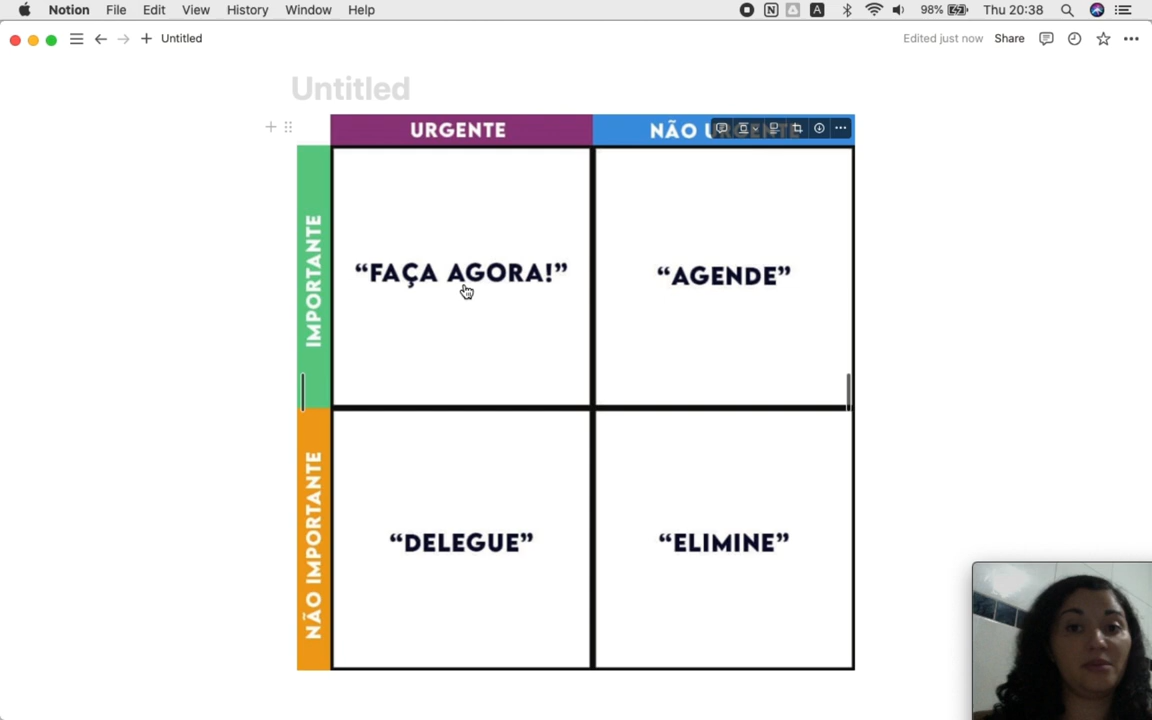 Notion File Edit View History Window Help
98% Thu 20:38
Untitled
Edited just now Share
Untitled
URGENTE
NÃO URGENTE
IMPORTANTE
"FAÇA AGORA!"
"AGENDE"
NÃO IMPORTANTE
"DELEGUE"
"ELIMINE"